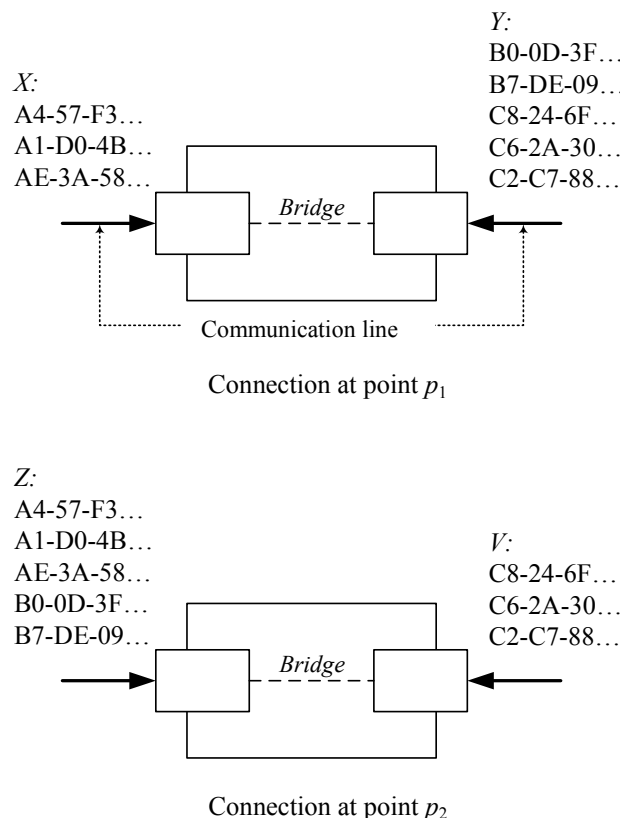 X:
A4-57-F3…
A1-D0-4B…
AE-3A-58…
Y:
B0-0D-3F…
B7-DE-09…
C8-24-6F…
C6-2A-30…
C2-C7-88…
Bridge
Communication line
Connection at point p₁
Z:
A4-57-F3…
A1-D0-4B…
AE-3A-58…
B0-0D-3F…
B7-DE-09…
V:
C8-24-6F…
C6-2A-30…
C2-C7-88…
Bridge
Connection at point p₂